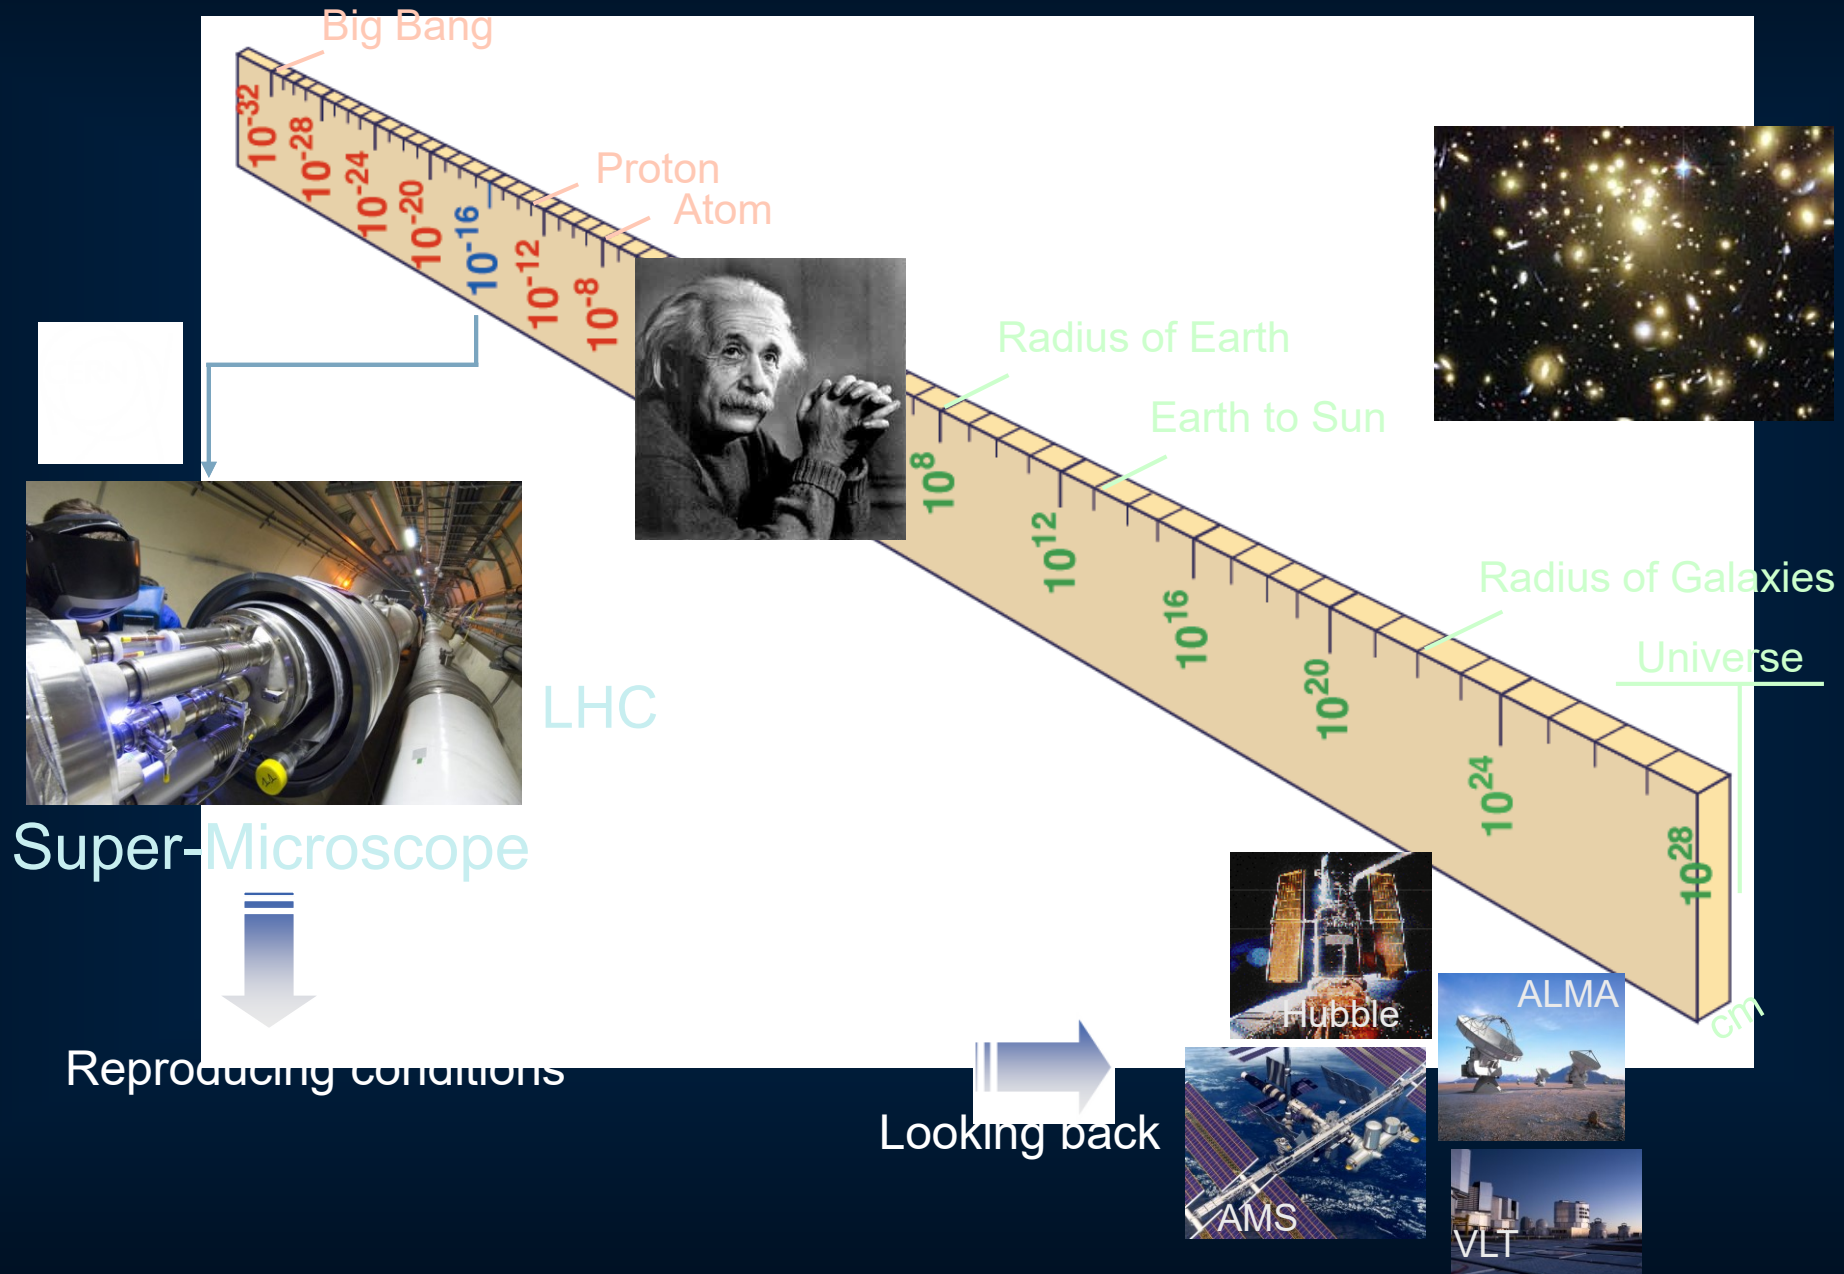 Big Bang
Proton
Atom
10-32
10-28
10-24
10-20
10-16
10-12
10-8
Radius of Earth
Earth to Sun
108
1012
1016
1020
1024
1028
Radius of Galaxies
Universe
cm
LHC
Super-Microscope
Reproducing conditions
Looking back
Hubble
ALMA
AMS
VLT